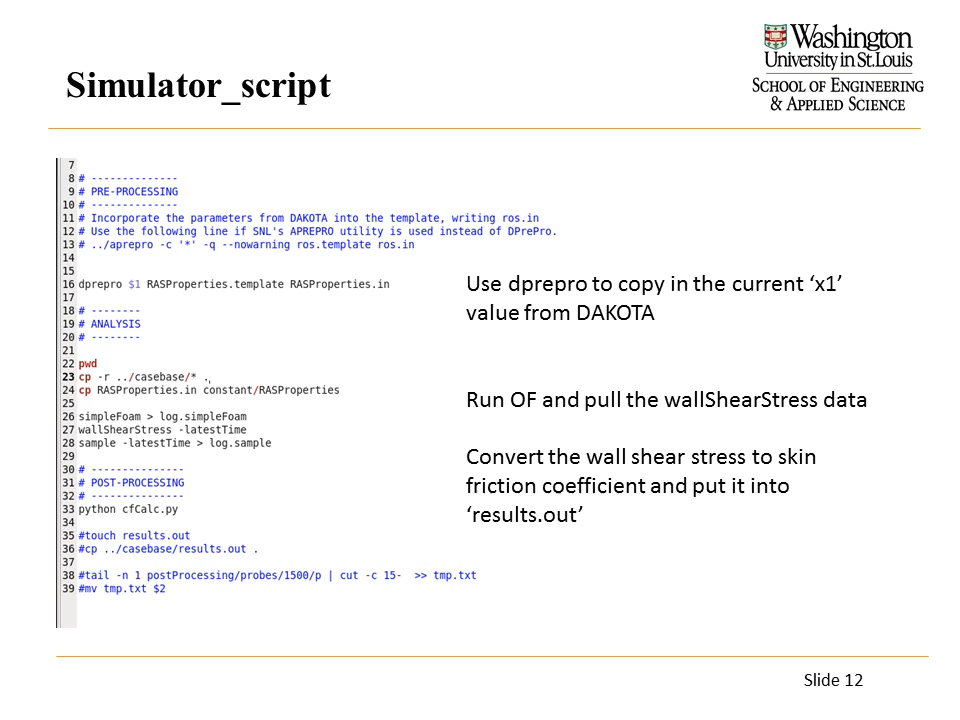 Simulator_script
Washington
University in St. Louis
SCHOOL OF ENGINEERING
& APPLIED SCIENCE
7
8 # --------------
9 # PRE-PROCESSING
10 # --------------
11 # Incorporate the parameters from DAKOTA into the template, writing ros.in
12 # Use the following line if SNL's APREPRO utility is used instead of DPrePro.
13 # ../aprepro -c '*' -q --nowarning ros.template ros.in
14
15
16 dprepro $1 RASProperties.template RASProperties.in
17
18 # --------
19 # ANALYSIS
20 # --------
21
22 pwd
23 cp -r ../casebase/* .
24 cp RASProperties.in constant/RASProperties
25
26 simpleFoam > log.simpleFoam
27 wallShearStress -latestTime
28 sample -latestTime > log.sample
29
30 # ---------------
31 # POST-PROCESSING
32 # ---------------
33 python cfCalc.py
34
35 #touch results.out
36 #cp ../casebase/results.out .
37
38 #tail -n 1 postProcessing/probes/1500/p | cut -c 15-  >> tmp.txt
39 #mv tmp.txt $2
Use dprepro to copy in the current ‘x1’
value from DAKOTA
Run OF and pull the wallShearStress data
Convert the wall shear stress to skin
friction coefficient and put it into
‘results.out’
Slide 12